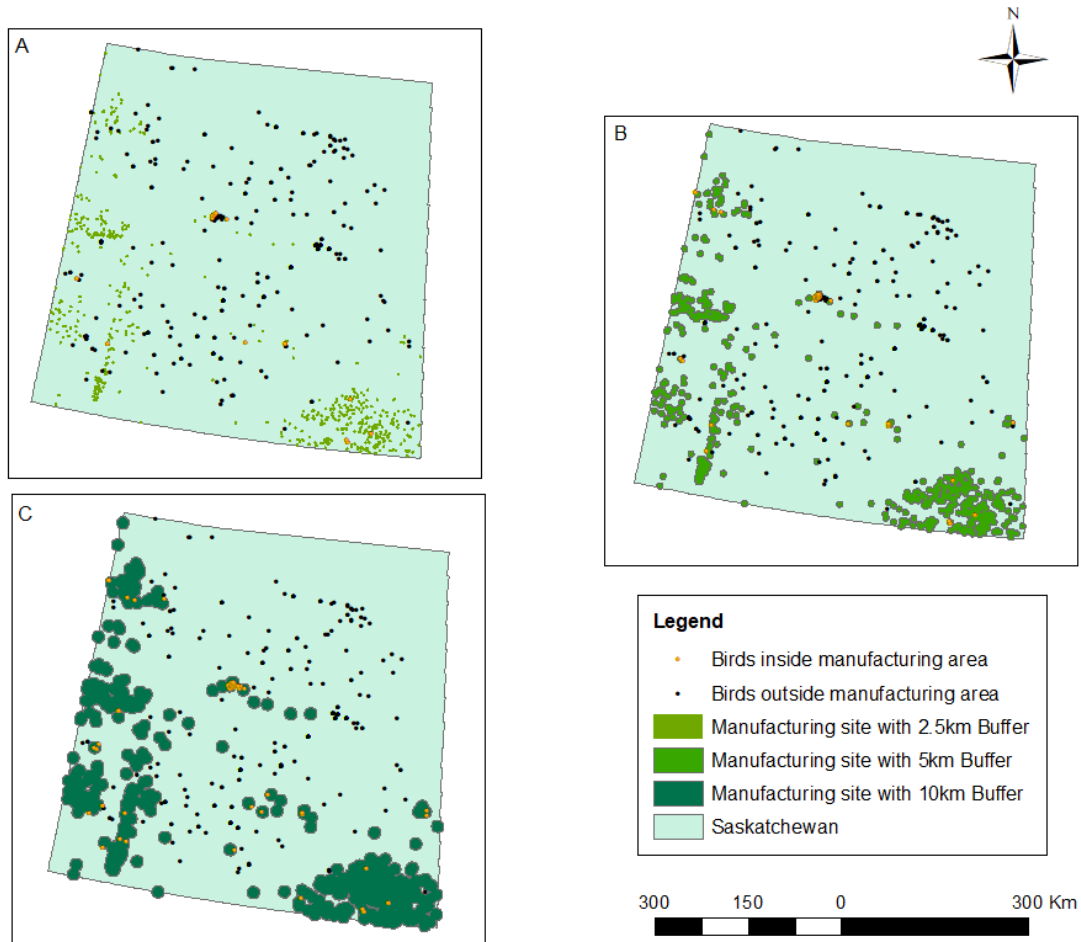 A
N
B
C
Legend
Birds inside manufacturing area
Birds outside manufacturing area
Manufacturing site with 2.5km Buffer
Manufacturing site with 5km Buffer
Manufacturing site with 10km Buffer
Saskatchewan
300 150 0 300 Km